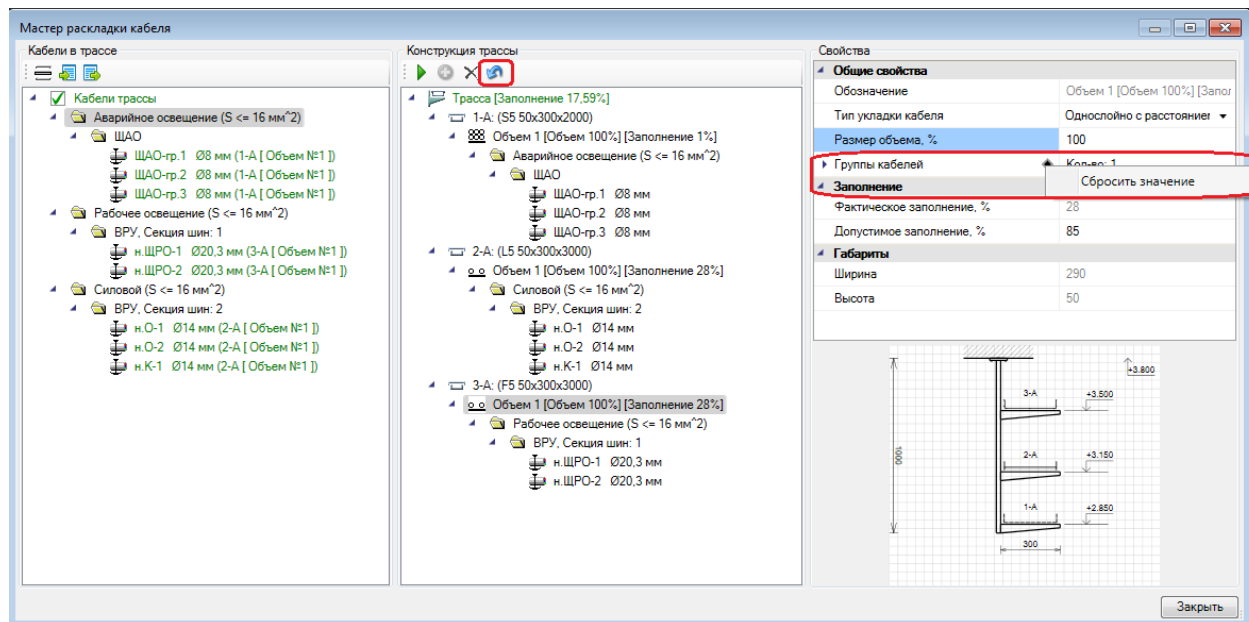 Мастер раскладки кабеля
Кабели в трассе
Кабели трассы
Аварийное освещение (S <= 16 мм^2)
ЩАО
ЩАО-гр.1 Ø8 мм (1-А [ Объем №1 ])
ЩАО-гр.2 Ø8 мм (1-А [ Объем №1 ])
ЩАО-гр.3 Ø8 мм (1-А [ Объем №1 ])
Рабочее освещение (S <= 16 мм^2)
ВРУ, Секция шин: 1
н.ЩРО-1 Ø20,3 мм (3-А [ Объем №1 ])
н.ЩРО-2 Ø20,3 мм (3-А [ Объем №1 ])
Силовой (S <= 16 мм^2)
ВРУ, Секция шин: 2
н.О-1 Ø14 мм (2-А [ Объем №1 ])
н.О-2 Ø14 мм (2-А [ Объем №1 ])
н.К-1 Ø14 мм (2-А [ Объем №1 ])
Конструкция трассы
Трасса [Заполнение 17,59%]
1-А: (S5 50x300x2000)
Объем 1 [Объем 100%] [Заполнение 1%]
Аварийное освещение (S <= 16 мм^2)
ЩАО
ЩАО-гр.1 Ø8 мм
ЩАО-гр.2 Ø8 мм
ЩАО-гр.3 Ø8 мм
2-А: (L5 50x300x3000)
Объем 1 [Объем 100%] [Заполнение 28%]
Силовой (S <= 16 мм^2)
ВРУ, Секция шин: 2
н.О-1 Ø14 мм
н.О-2 Ø14 мм
н.К-1 Ø14 мм
3-А: (F5 50x300x3000)
Объем 1 [Объем 100%] [Заполнение 28%]
Рабочее освещение (S <= 16 мм^2)
ВРУ, Секция шин: 1
н.ЩРО-1 Ø20,3 мм
н.ЩРО-2 Ø20,3 мм
Свойства
Общие свойства
Обозначение Объем 1 [Объем 100%] [Запол
Тип укладки кабеля Однослойно с расстояниег
Размер объема, % 100
Группы кабелей Кол-во: 1
Сбросить значение
Заполнение
Фактическое заполнение, % 28
Допустимое заполнение, % 85
Габариты
Ширина 290
Высота 50
+3.800
3-А +3.500
1000
2-А +3.150
1-А +2.850
300
Закрыть